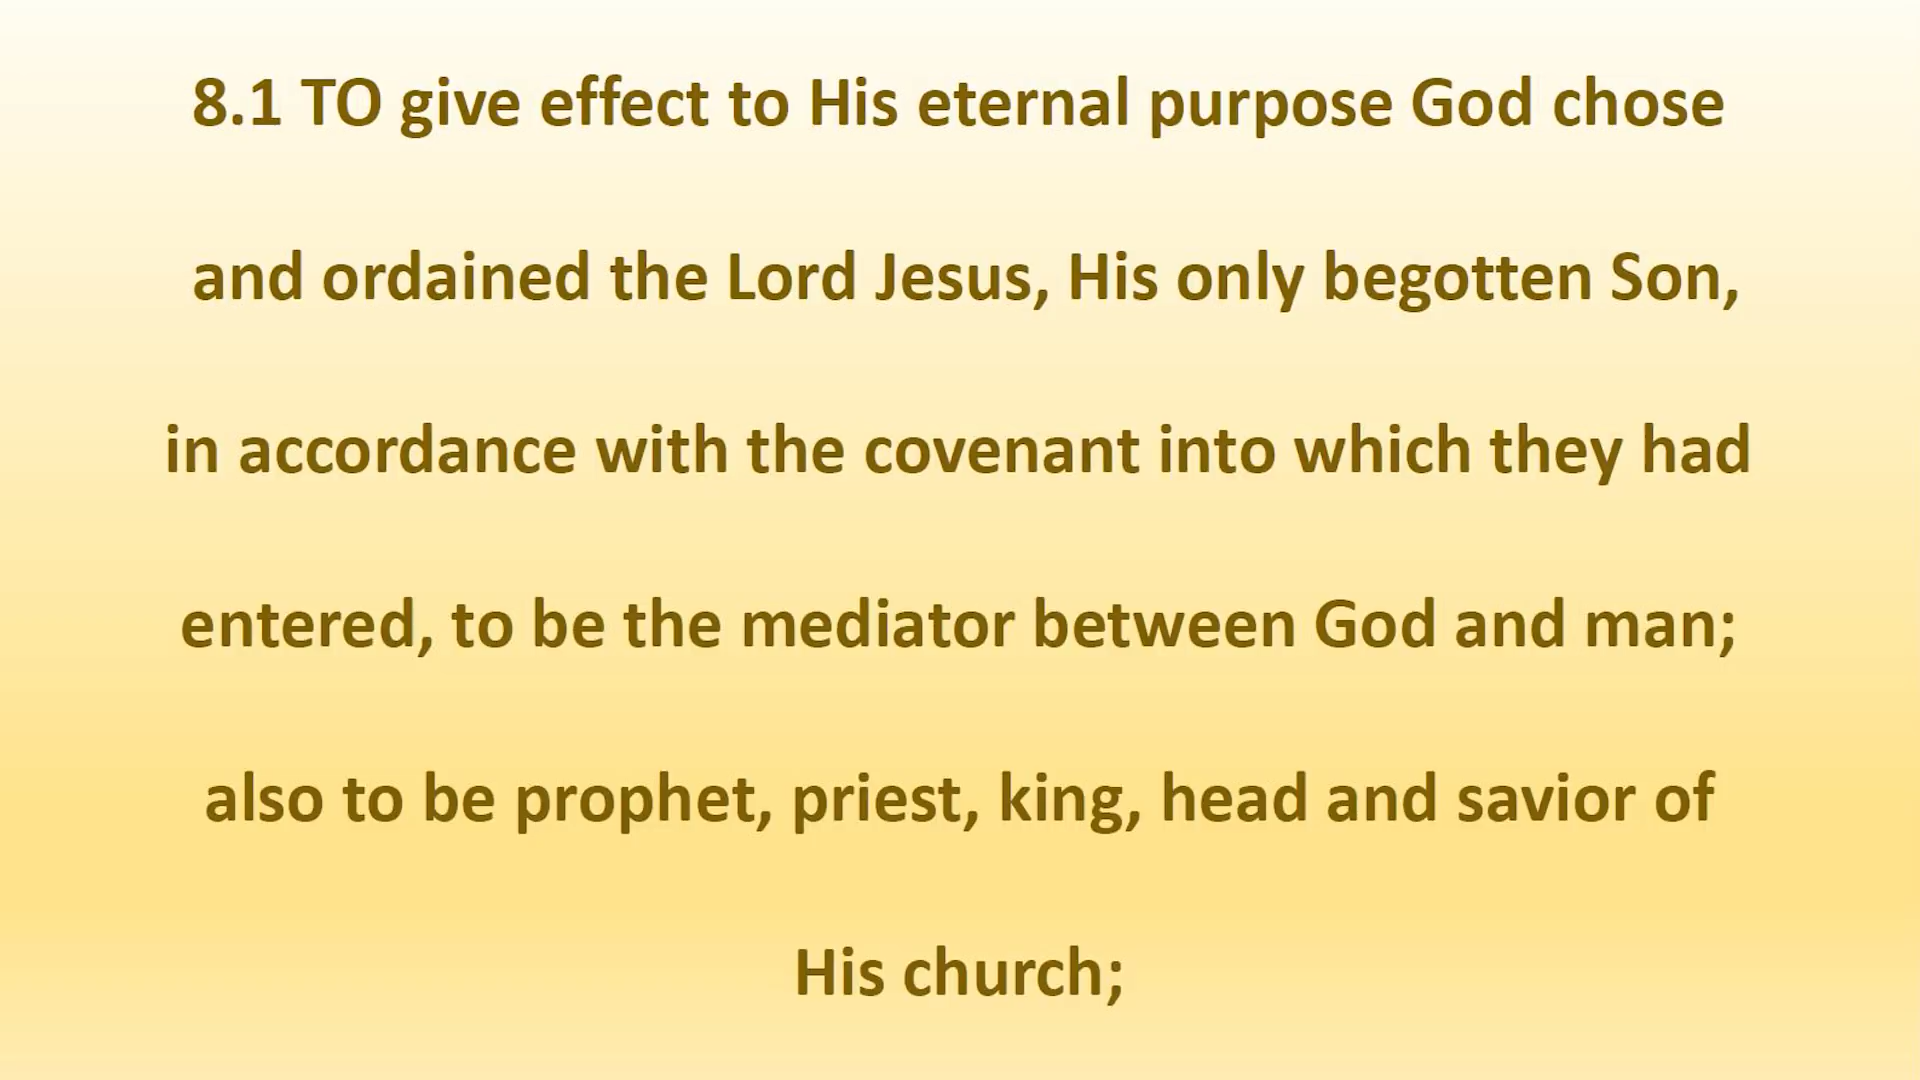 8.1 TO give effect to His eternal purpose God chose
and ordained the Lord Jesus, His only begotten Son,
in accordance with the covenant into which they had
entered, to be the mediator between God and man;
also to be prophet, priest, king, head and savior of
His church;